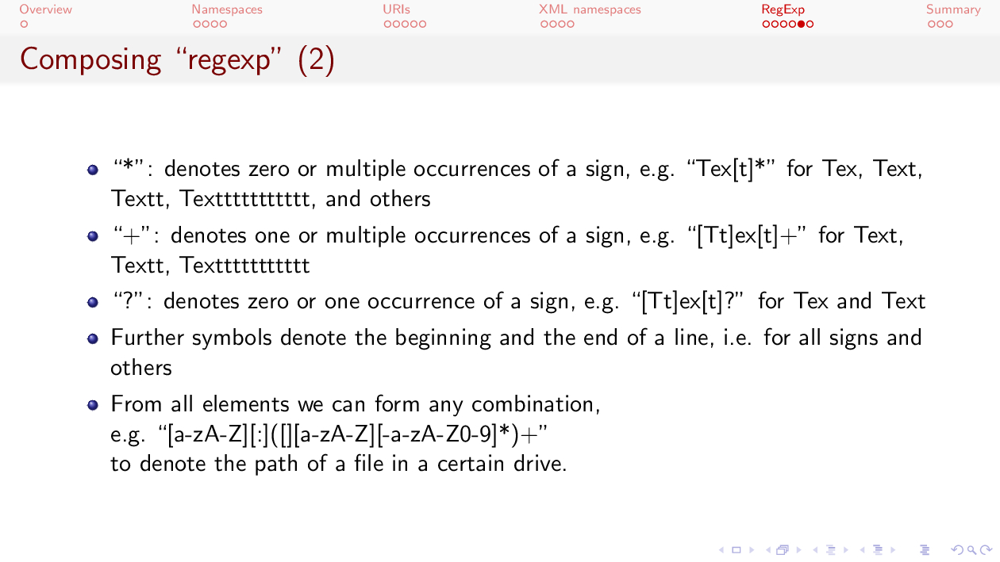 Overview Namespaces URIs XML namespaces RegExp Summary
Composing “regexp” (2)
“*”: denotes zero or multiple occurrences of a sign, e.g. “Tex[t]*” for Tex, Text,
Textt, Texttttttttttt, and others
“+”: denotes one or multiple occurrences of a sign, e.g. “[Tt]ex[t]+” for Text,
Textt, Texttttttttttt
“?”: denotes zero or one occurrence of a sign, e.g. “[Tt]ex[t]?” for Tex and Text
Further symbols denote the beginning and the end of a line, i.e. for all signs and
others
From all elements we can form any combination,
e.g. “[a-zA-Z][:]([][a-zA-Z][-a-zA-Z0-9]*)+”
to denote the path of a file in a certain drive.